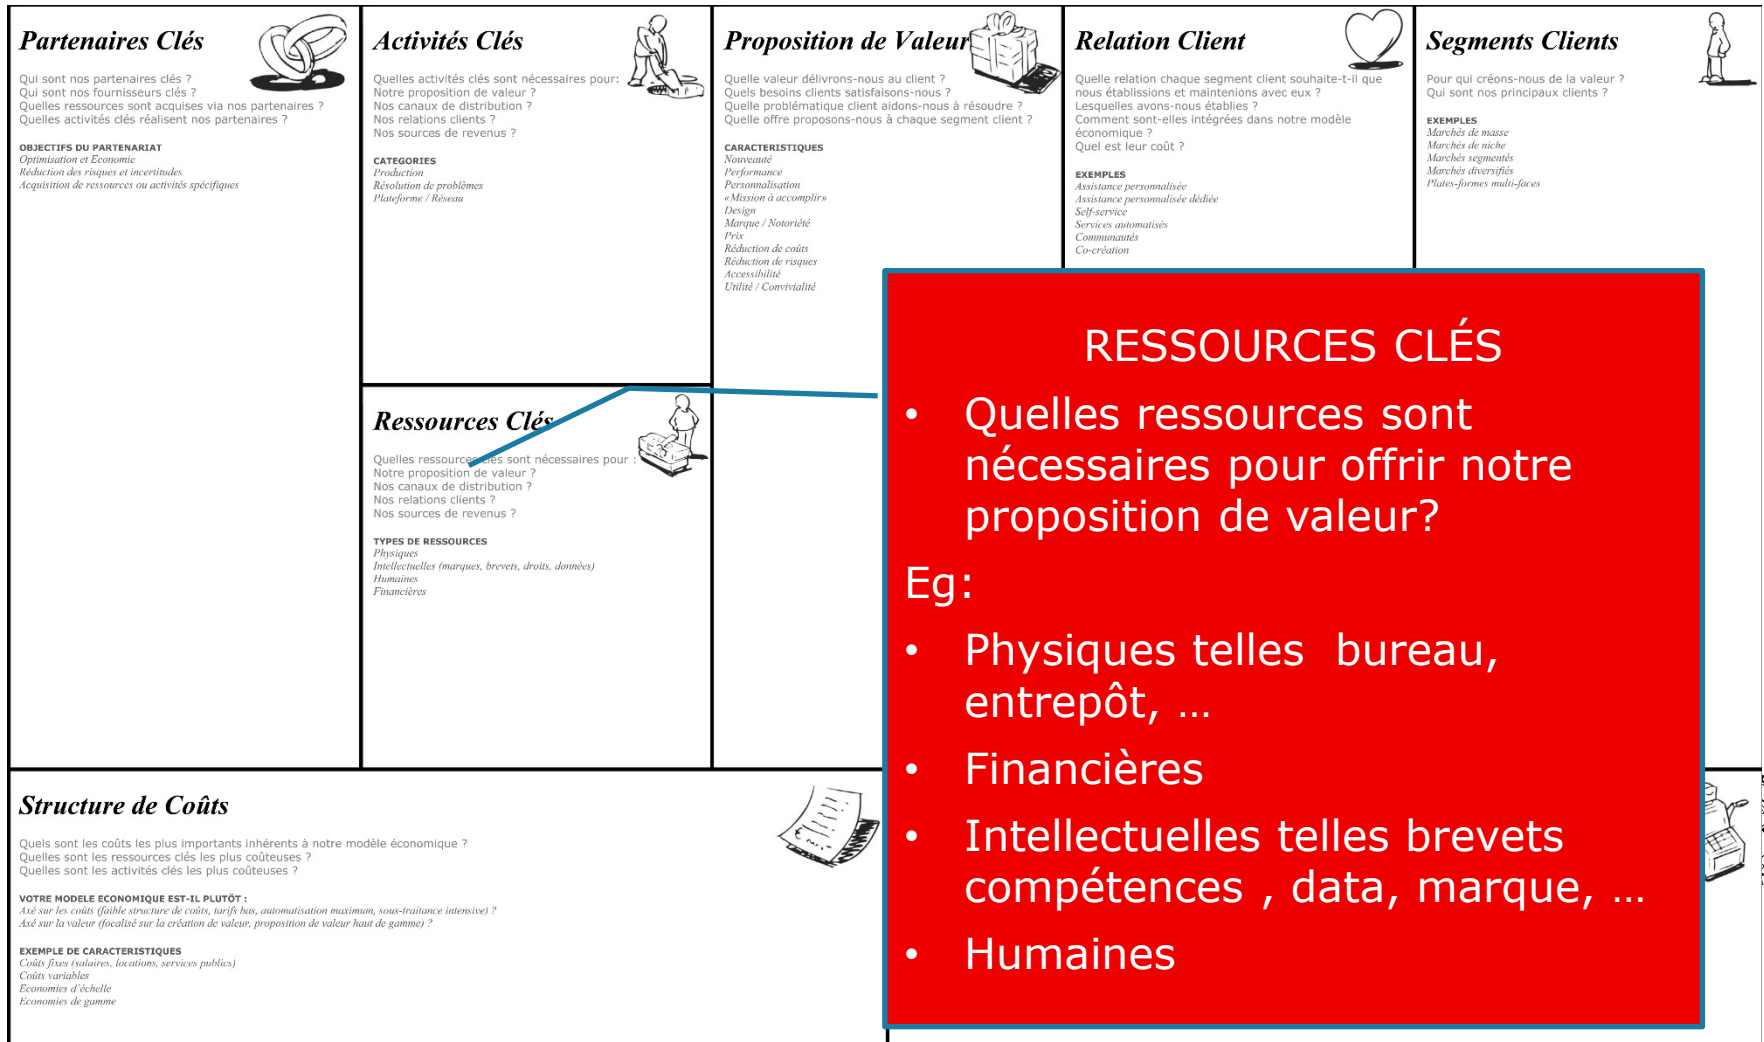 Partenaires Clés
Qui sont nos partenaires clés ?
Qui sont nos fournisseurs clés ?
Quelles ressources sont acquises via nos partenaires ?
Quelles activités clés réalisent nos partenaires ?
OBJECTIFS DU PARTENARIAT
Optimisation et Economie
Réduction des risques et incertitudes
Acquisition de ressources ou activités spécifiques
Activités Clés
Quelles activités clés sont nécessaires pour:
Notre proposition de valeur ?
Nos canaux de distribution ?
Nos relations clients ?
Nos sources de revenus ?
CATEGORIES
Production
Résolution de problèmes
Plateforme / Réseau
Ressources Clés
Quelles ressources clés sont nécessaires pour :
Notre proposition de valeur ?
Nos canaux de distribution ?
Nos relations clients ?
Nos sources de revenus ?
TYPES DE RESSOURCES
Physiques
Intellectuelles (marques, brevets, droits, données)
Humaines
Financières
Proposition de Valeur
Quelle valeur délivrons-nous au client ?
Quels besoins clients satisfaisons-nous ?
Quelle problématique client aidons-nous à résoudre ?
Quelle offre proposons-nous à chaque segment client ?
CARACTERISTIQUES
Nouveauté
Performance
Personnalisation
«Mission à accomplir»
Design
Marque / Notoriété
Prix
Réduction de coûts
Réduction de risques
Accessibilité
Utilité / Convivialité
Relation Client
Quelle relation chaque segment client souhaite-t-il que
nous établissions et maintenions avec eux ?
Lesquelles avons-nous établies ?
Comment sont-elles intégrées dans notre modèle
économique ?
Quel est leur coût ?
EXEMPLES
Assistance personnalisée
Assistance personnalisée dédiée
Self-service
Services automatisés
Communautés
Co-création
Segments Clients
Pour qui créons-nous de la valeur ?
Qui sont nos principaux clients ?
EXEMPLES
Marchés de masse
Marchés de niche
Marchés segmentés
Marchés diversifiés
Plates-formes multi-faces
RESSOURCES CLÉS
• Quelles ressources sont
nécessaires pour offrir notre
proposition de valeur?
Eg:
• Physiques telles bureau,
entrepôt, …
• Financières
• Intellectuelles telles brevets
compétences , data, marque, …
• Humaines
Structure de Coûts
Quels sont les coûts les plus importants inhérents à notre modèle économique ?
Quelles sont les ressources clés les plus coûteuses ?
Quelles sont les activités clés les plus coûteuses ?
VOTRE MODELE ECONOMIQUE EST-IL PLUTÔT :
Axé sur les coûts (faible structure de coûts, tarifs bas, automatisation maximum, sous-traitance intensive) ?
Axé sur la valeur (focalisé sur la création de valeur, proposition de valeur haut de gamme) ?
EXEMPLE DE CARACTERISTIQUES
Coûts fixes (salaires, locations, services publics)
Coûts variables
Economies d'échelle
Economies de gamme